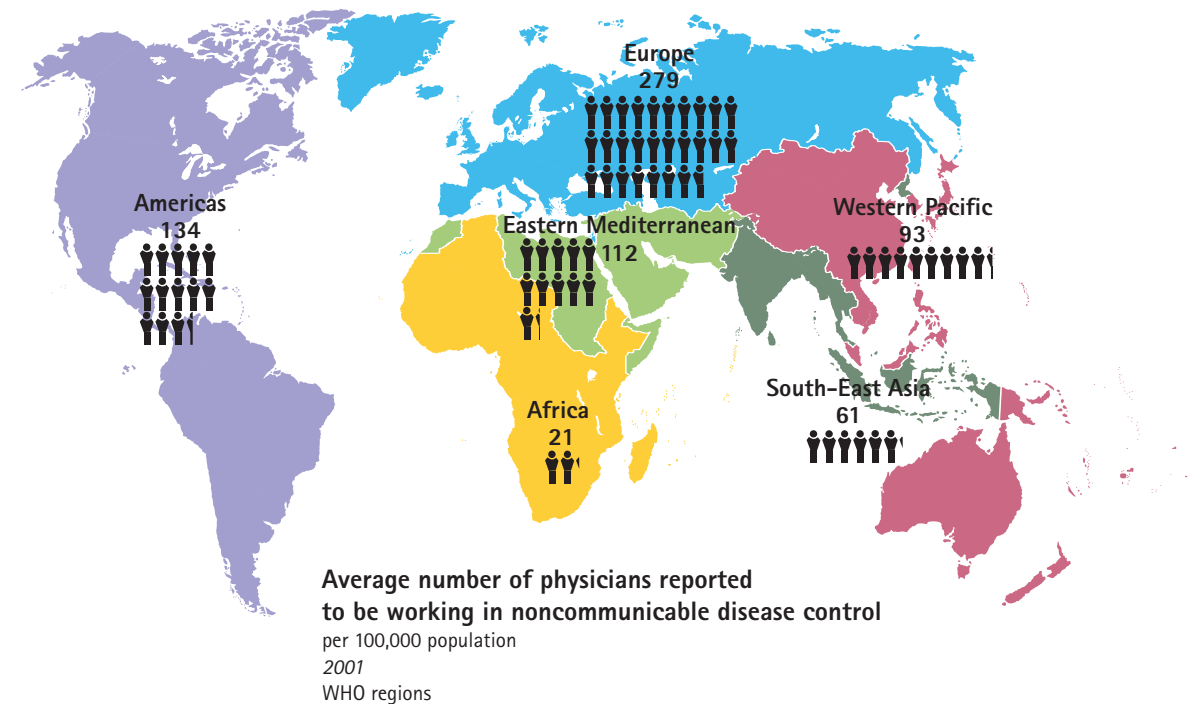 Europe
279
Americas
134
Eastern Mediterranean
112
Western Pacific
93
South-East Asia
61
Africa
21
Average number of physicians reported
to be working in noncommunicable disease control
per 100,000 population
2001
WHO regions